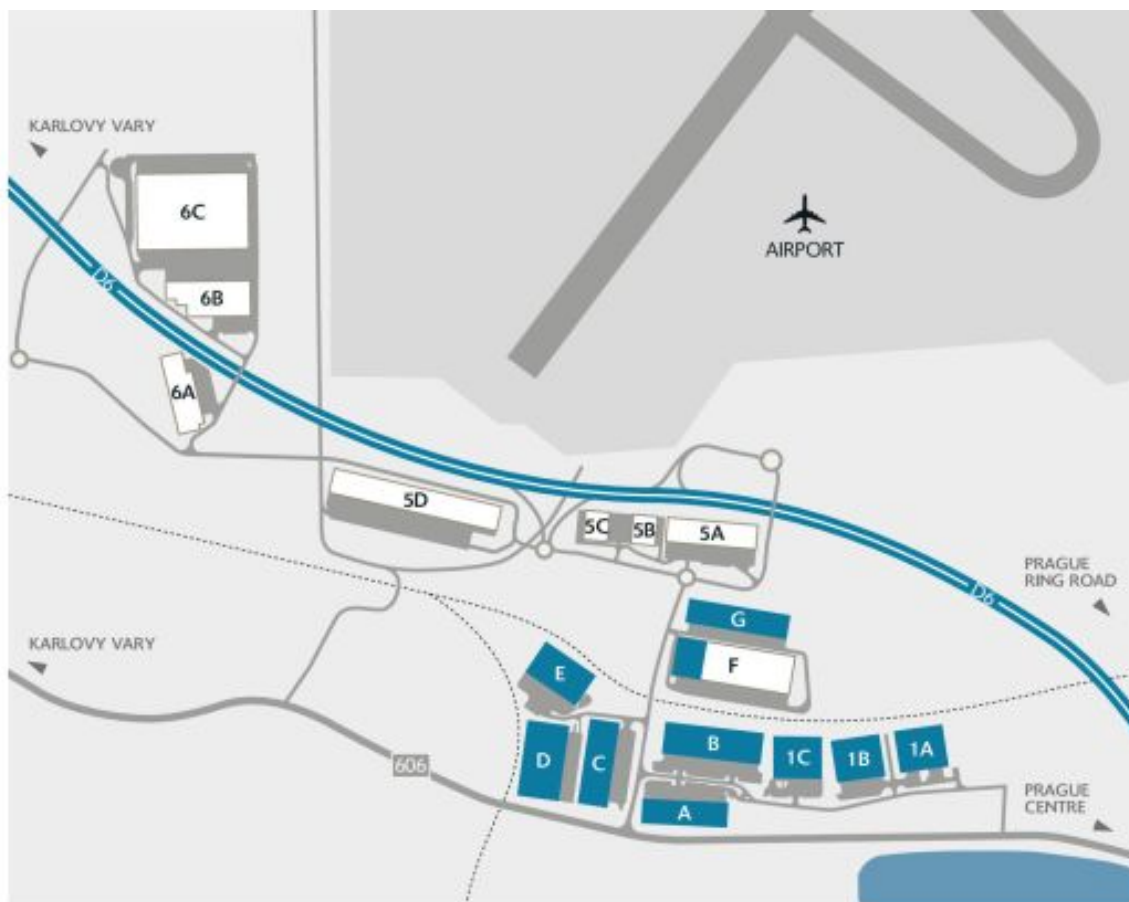 KARLOVY VARY
6C
AIRPORT
D6
6B
6A
5D
5C
5B
5A
PRAGUE
RING ROAD
D6
G
KARLOVY VARY
F
E
B
1C
1B
1A
D
C
606
A
PRAGUE
CENTRE